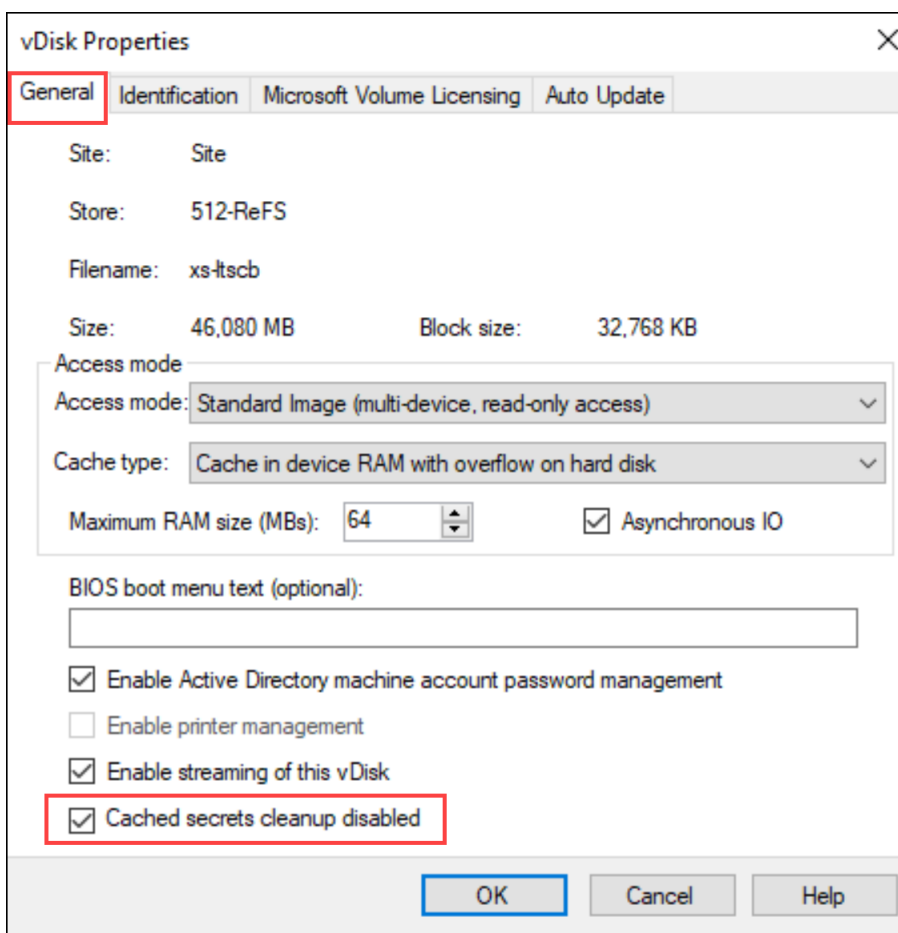 vDisk Properties
General Identification Microsoft Volume Licensing Auto Update
Site: Site
Store: 512-ReFS
Filename: xs-ltscb
Size: 46,080 MB Block size: 32,768 KB
Access mode
Access mode: Standard Image (multi-device, read-only access)
Cache type: Cache in device RAM with overflow on hard disk
Maximum RAM size (MBs): 64 Asynchronous IO
BIOS boot menu text (optional):
Enable Active Directory machine account password management
Enable printer management
Enable streaming of this vDisk
Cached secrets cleanup disabled
OK Cancel Help